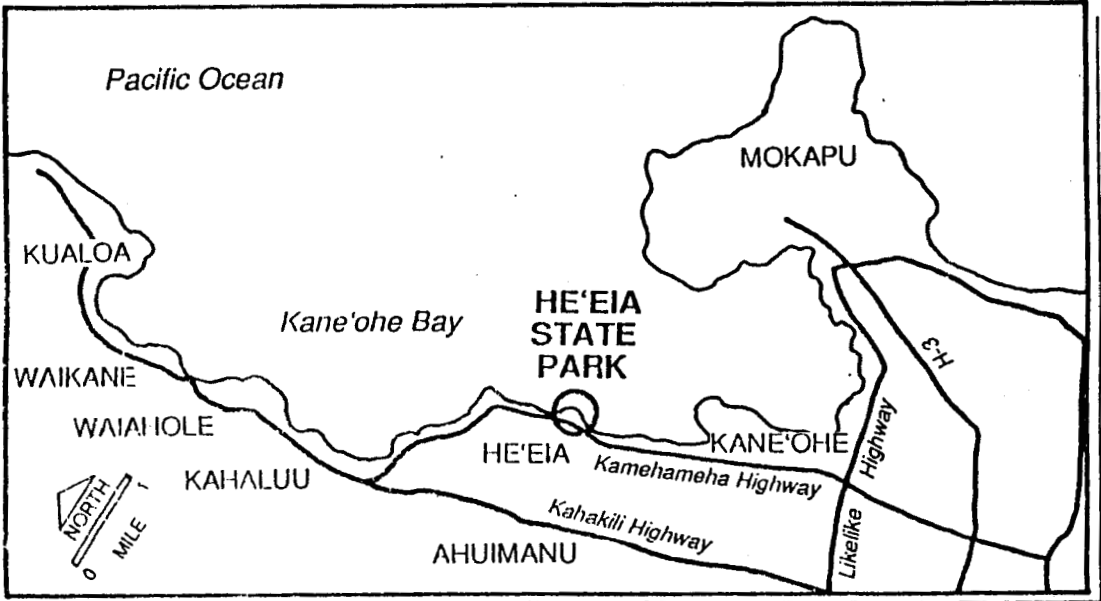 Pacific Ocean
MOKAPU
KUALOA
HE'EIA
STATE
PARK
Kane'ohe Bay
H-3
WAIKANE
WAIAHOLE
KANE'OHE
HE'EIA
Kamehameha Highway
Highway
Likelike
KAHALUU
Kahakili Highway
AHUIMANU
NORTH
1
MILE
0